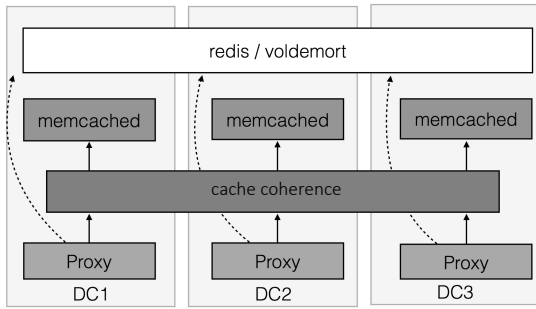 redis / voldemort
memcached
memcached
memcached
cache coherence
Proxy
Proxy
Proxy
DC1
DC2
DC3